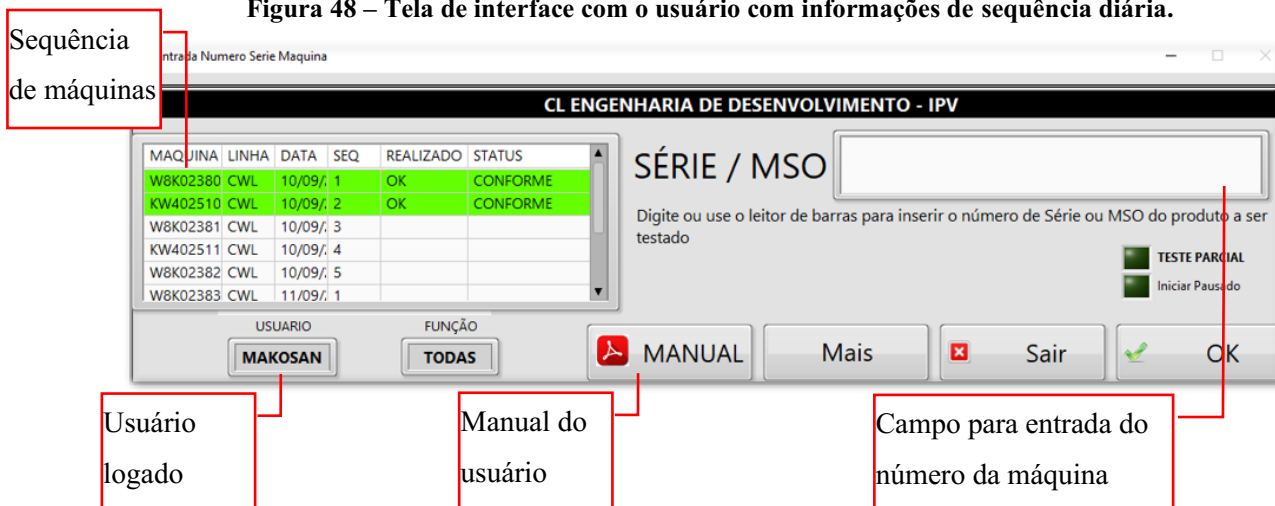 Figura 48 – Tela de interface com o usuário com informações de sequência diária.
Sequência
de máquinas
ntrada Numero Serie Maquina
CL ENGENHARIA DE DESENVOLVIMENTO - IPV
MAQUINA LINHA DATA SEQ REALIZADO STATUS
W8K02380 CWL 10/09/ 1 OK CONFORME
KW402510 CWL 10/09/ 2 OK CONFORME
W8K02381 CWL 10/09/ 3
KW402511 CWL 10/09/ 4
W8K02382 CWL 10/09/ 5
W8K02383 CWL 11/09/ 1
SÉRIE / MSO
Digite ou use o leitor de barras para inserir o número de Série ou MSO do produto a ser
testado
TESTE PARCIAL
Iniciar Pausado
USUARIO
MAKOSAN
FUNÇÃO
TODAS
MANUAL
Mais
Sair
OK
Usuário
logado
Manual do
usuário
Campo para entrada do
número da máquina